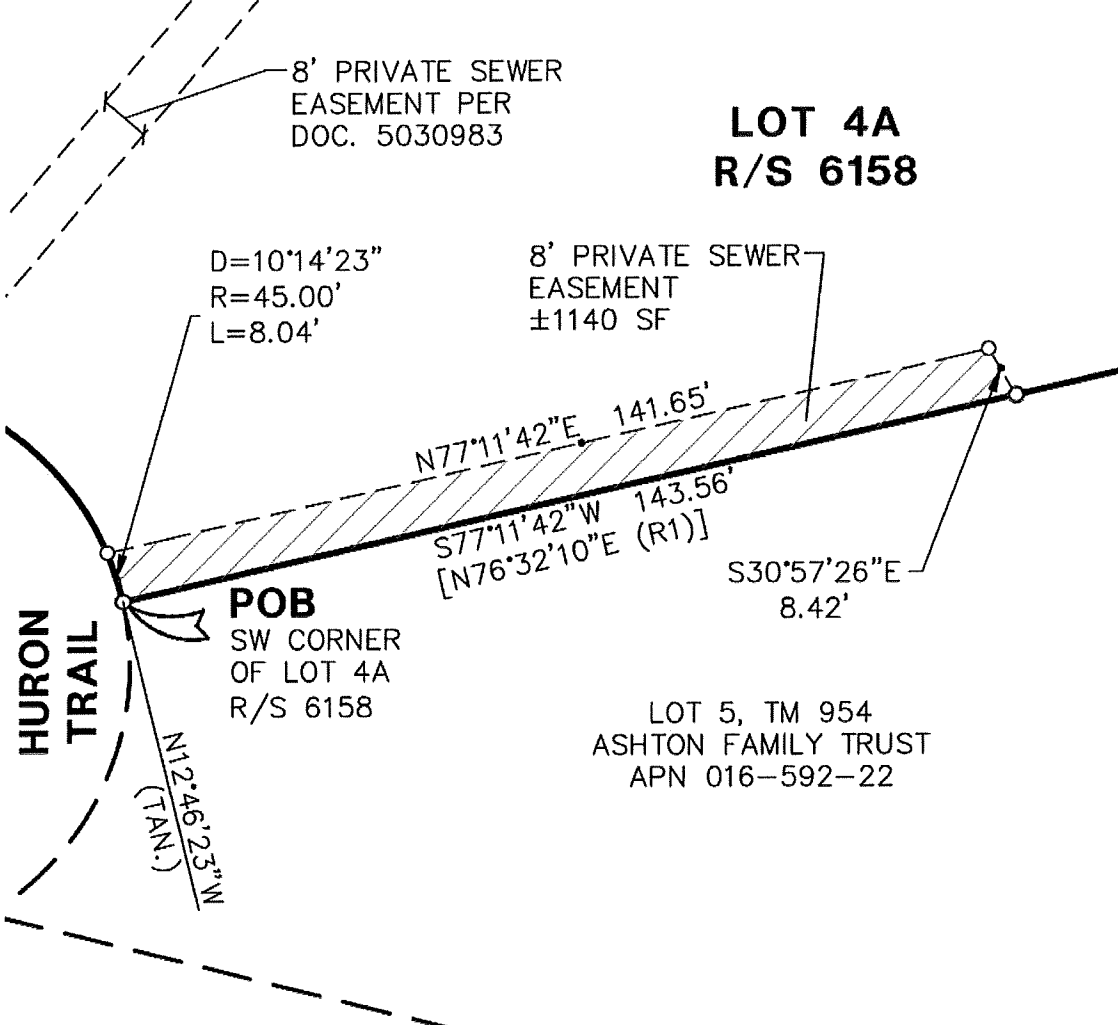 8' PRIVATE SEWER
EASEMENT PER
DOC. 5030983
LOT 4A
R/S 6158
D=10°14'23"
R=45.00'
L=8.04'
8' PRIVATE SEWER
EASEMENT
±1140 SF
N77°11'42"E 141.65'
S77°11'42"W 143.56'
[N76°32'10"E (R1)]
S30°57'26"E
8.42'
POB
SW CORNER
OF LOT 4A
R/S 6158
HURON
TRAIL
N12°46'23"W
(TAN.)
LOT 5, TM 954
ASHTON FAMILY TRUST
APN 016-592-22